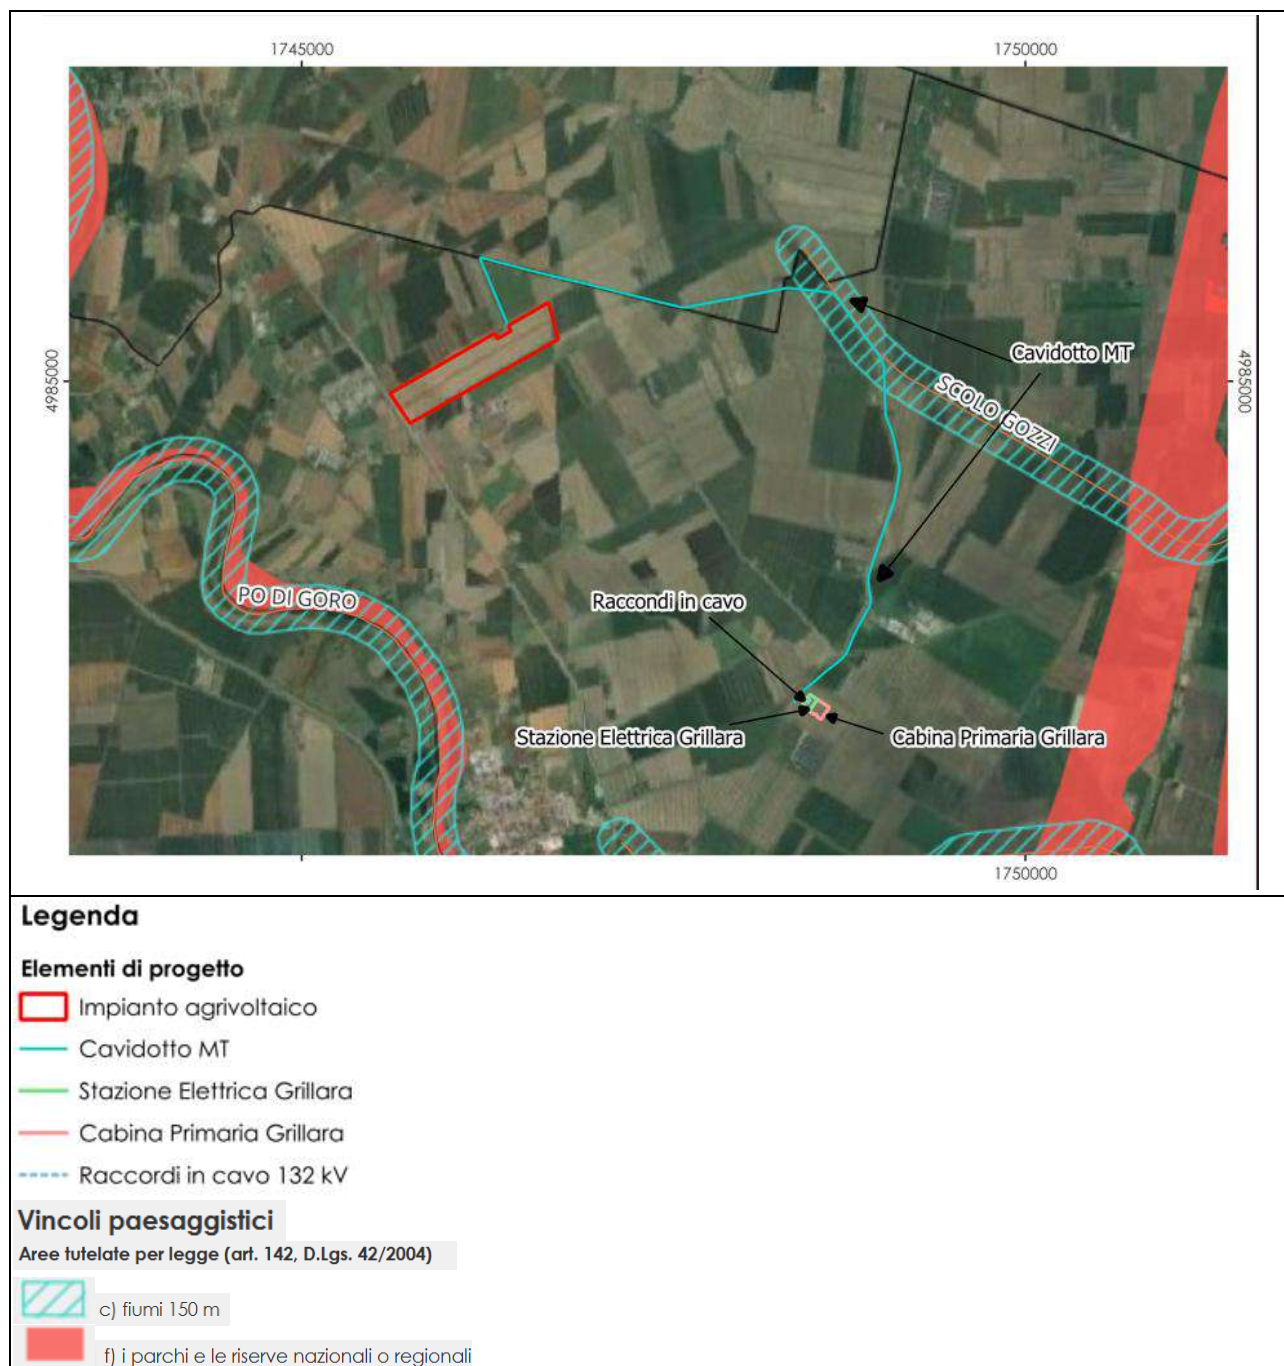 1745000
1750000
4985000
4985000
Cavidotto MT
SCOLO GOZZI
PO DI GORO
Raccondi in cavo
Stazione Elettrica Grillara
Cabina Primaria Grillara
1750000
Legenda
Elementi di progetto
Impianto agrivoltaico
Cavidotto MT
Stazione Elettrica Grillara
Cabina Primaria Grillara
Raccordi in cavo 132 kV
Vincoli paesaggistici
Aree tutelate per legge (art. 142, D.Lgs. 42/2004)
c) fiumi 150 m
f) i parchi e le riserve nazionali o regionali